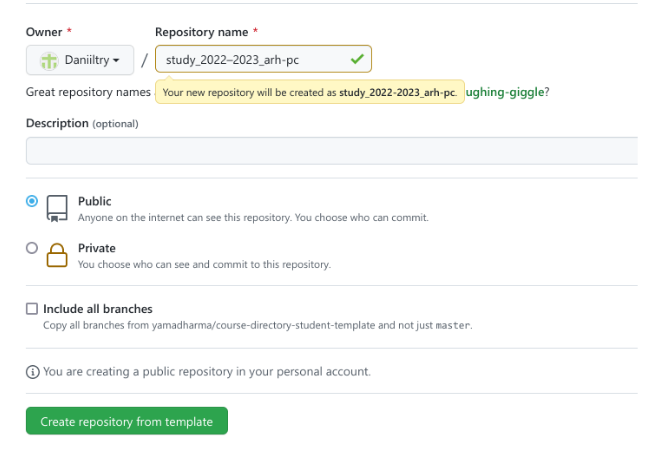 Owner * Repository name *
Daniiltry / study_2022–2023_arh-pc
Great repository names Your new repository will be created as study_2022-2023_arh-pc. ughing-giggle?
Description (optional)
Public
Anyone on the internet can see this repository. You choose who can commit.
Private
You choose who can see and commit to this repository.
Include all branches
Copy all branches from yamadharma/course-directory-student-template and not just master.
You are creating a public repository in your personal account.
Create repository from template